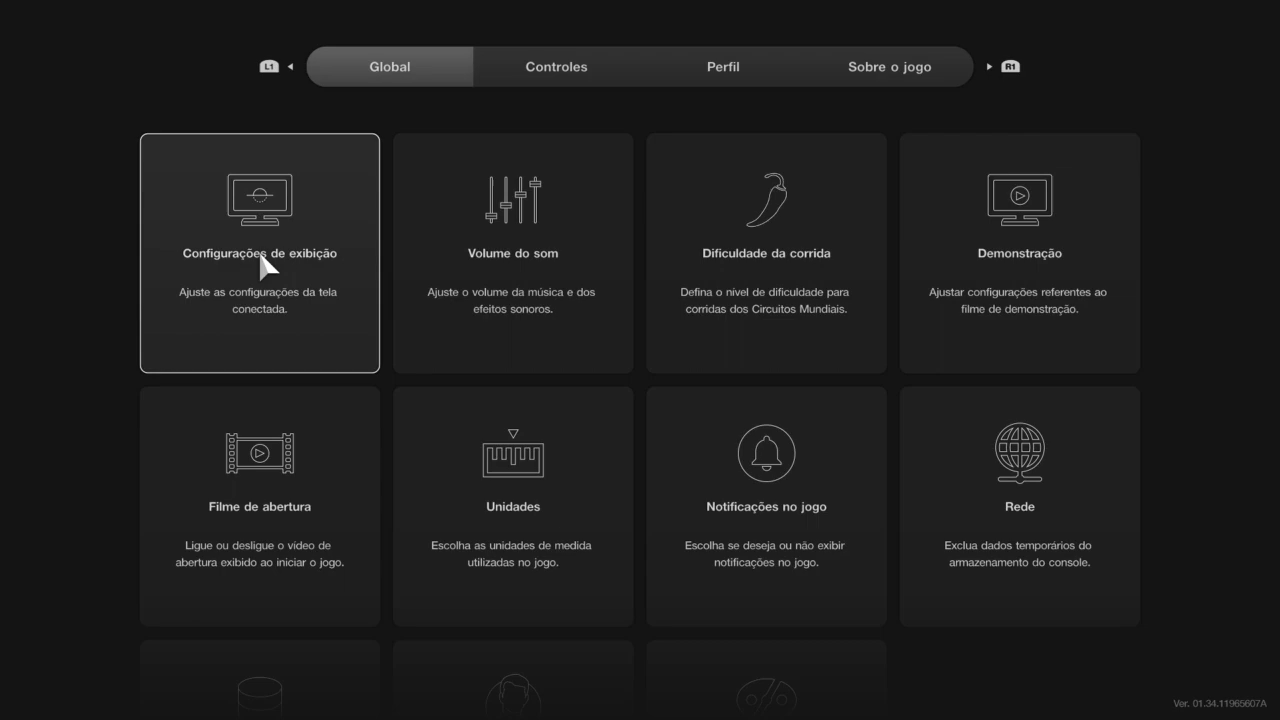 L1 Global Controles Perfil Sobre o jogo R1
Configurações de exibição
Ajuste as configurações da tela
conectada.
Volume do som
Ajuste o volume da música e dos
efeitos sonoros.
Dificuldade da corrida
Defina o nível de dificuldade para
corridas dos Circuitos Mundiais.
Demonstração
Ajustar configurações referentes ao
filme de demonstração.
Filme de abertura
Ligue ou desligue o vídeo de
abertura exibido ao iniciar o jogo.
Unidades
Escolha as unidades de medida
utilizadas no jogo.
Notificações no jogo
Escolha se deseja ou não exibir
notificações no jogo.
Rede
Exclua dados temporários do
armazenamento do console.
Ver. 01.34.11965607A